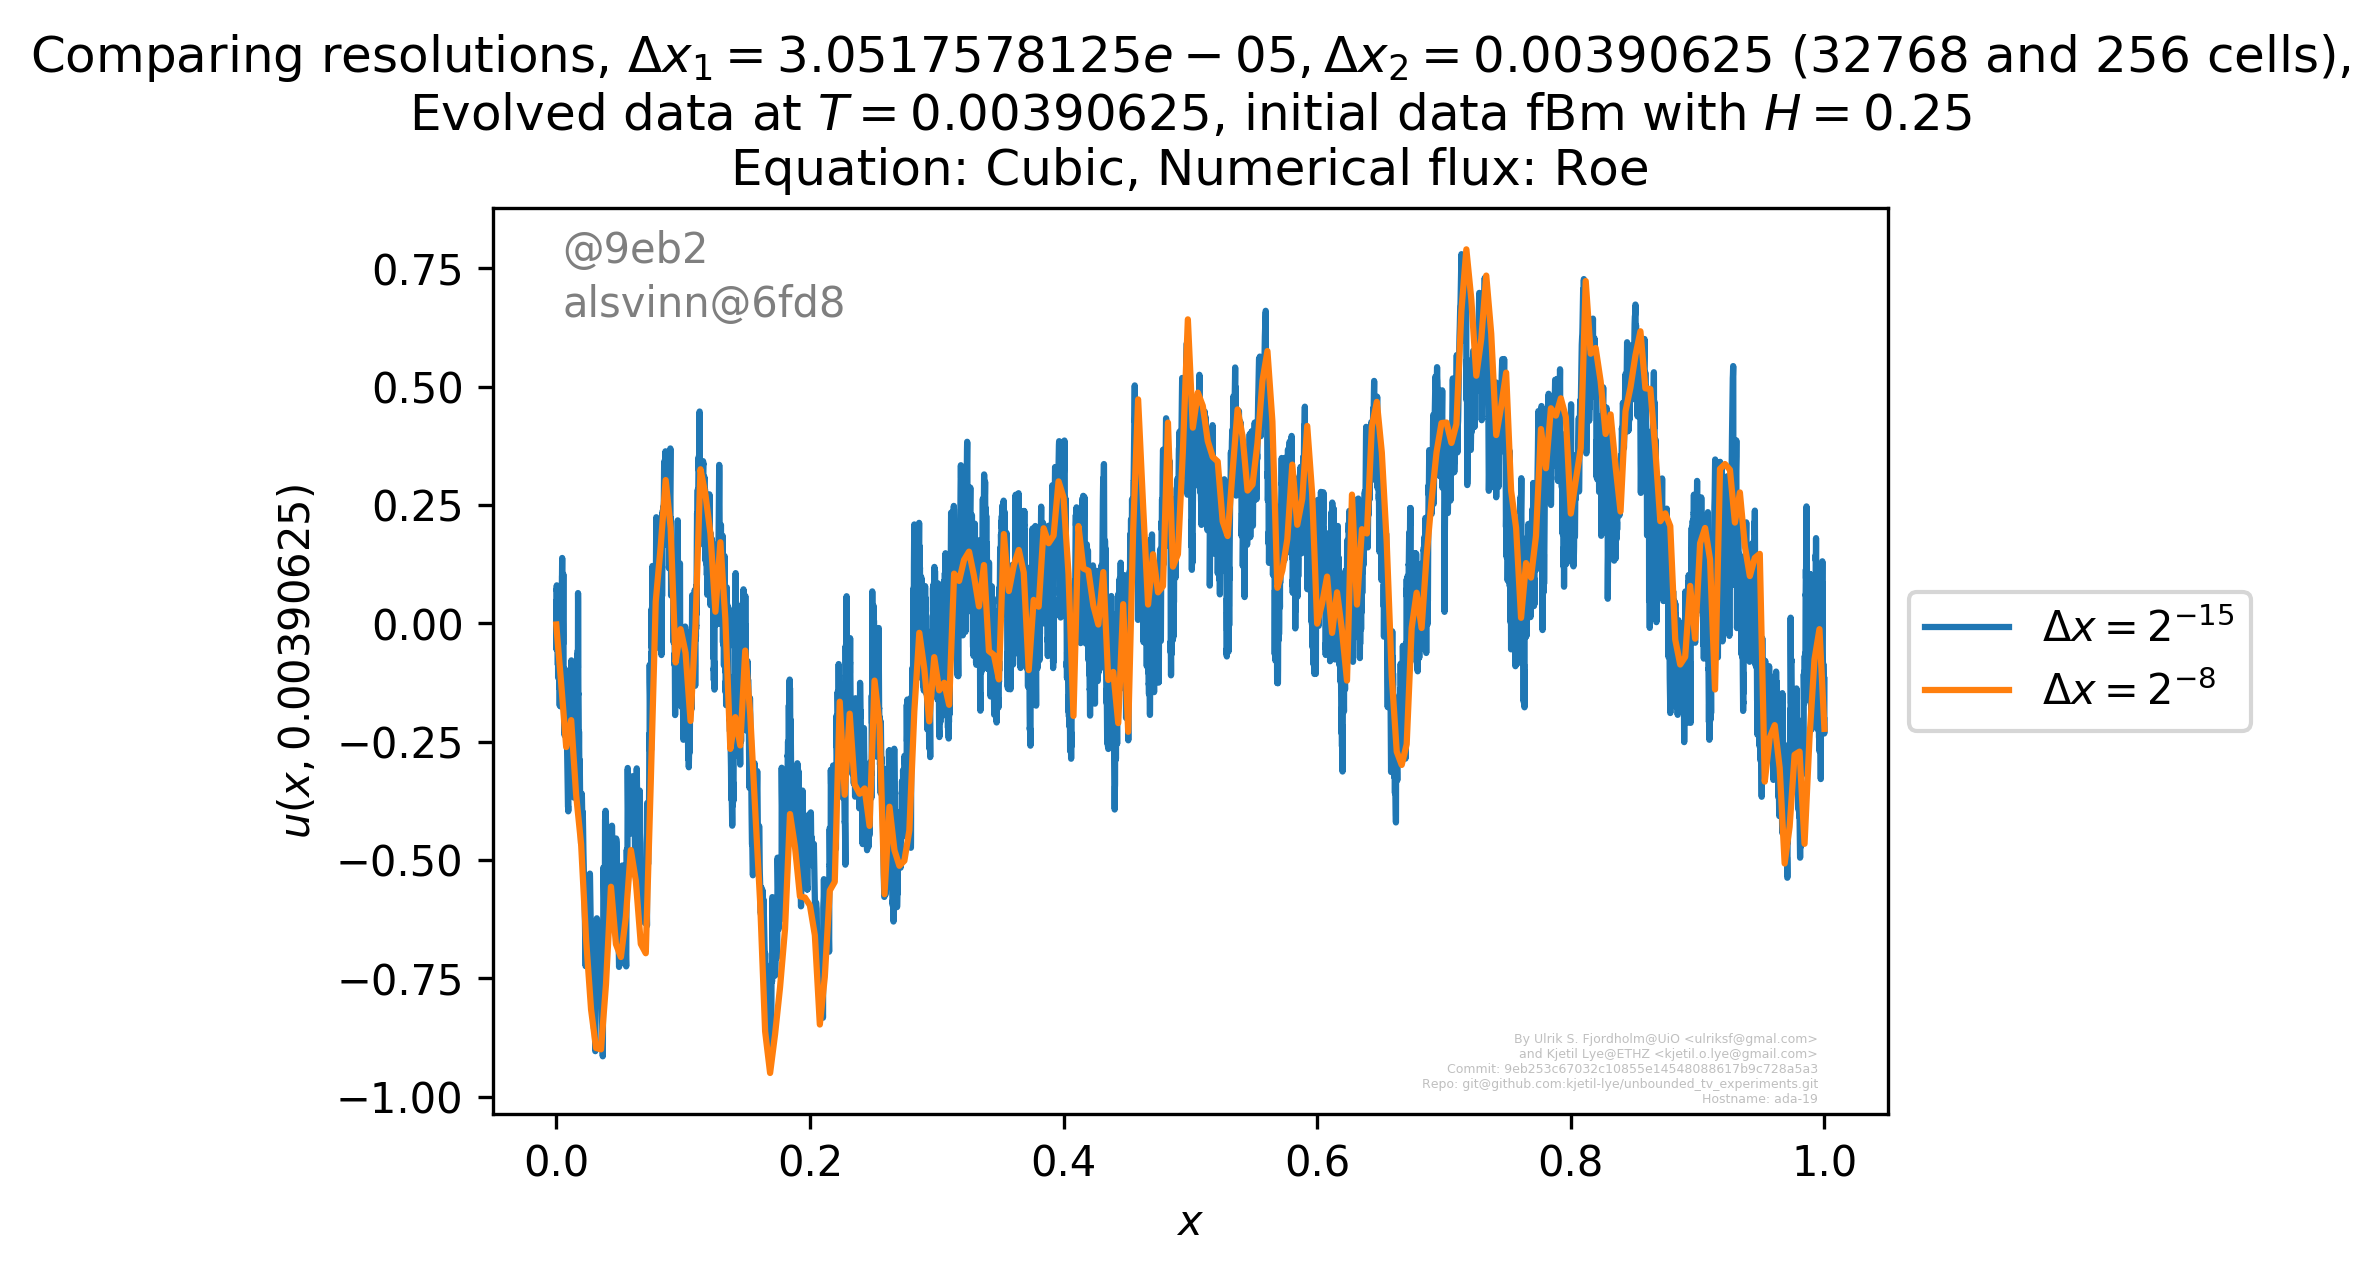 Comparing resolutions, Δx₁ = 3.0517578125e − 05, Δx₂ = 0.00390625 (32768 and 256 cells),
Evolved data at T = 0.00390625, initial data fBm with H = 0.25
Equation: Cubic, Numerical flux: Roe
@9eb2
alsvinn@6fd8
0.75
0.50
0.25
0.00
−0.25
−0.50
−0.75
−1.00
u(x, 0.00390625)
Δx = 2⁻¹⁵
Δx = 2⁻⁸
By Ulrik S. Fjordholm@UiO <ulriksf@gmal.com>
and Kjetil Lye@ETHZ <kjetil.o.lye@gmail.com>
Commit: 9eb253c67032c10855e14548088617b9c728a5a3
Repo: git@github.com:kjetil-lye/unbounded_tv_experiments.git
Hostname: ada-19
0.0 0.2 0.4 0.6 0.8 1.0
x